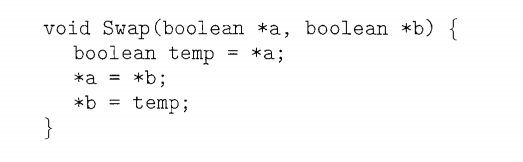 void Swap(boolean *a, boolean *b) {
boolean temp = *a;
*a = *b;
*b = temp;
}